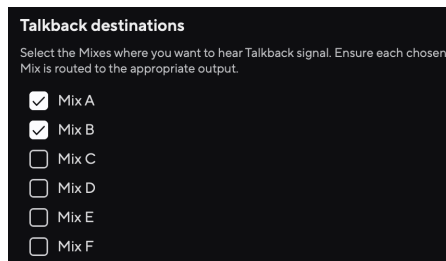 Talkback destinations
Select the Mixes where you want to hear Talkback signal. Ensure each chosen
Mix is routed to the appropriate output.
Mix A
Mix B
Mix C
Mix D
Mix E
Mix F